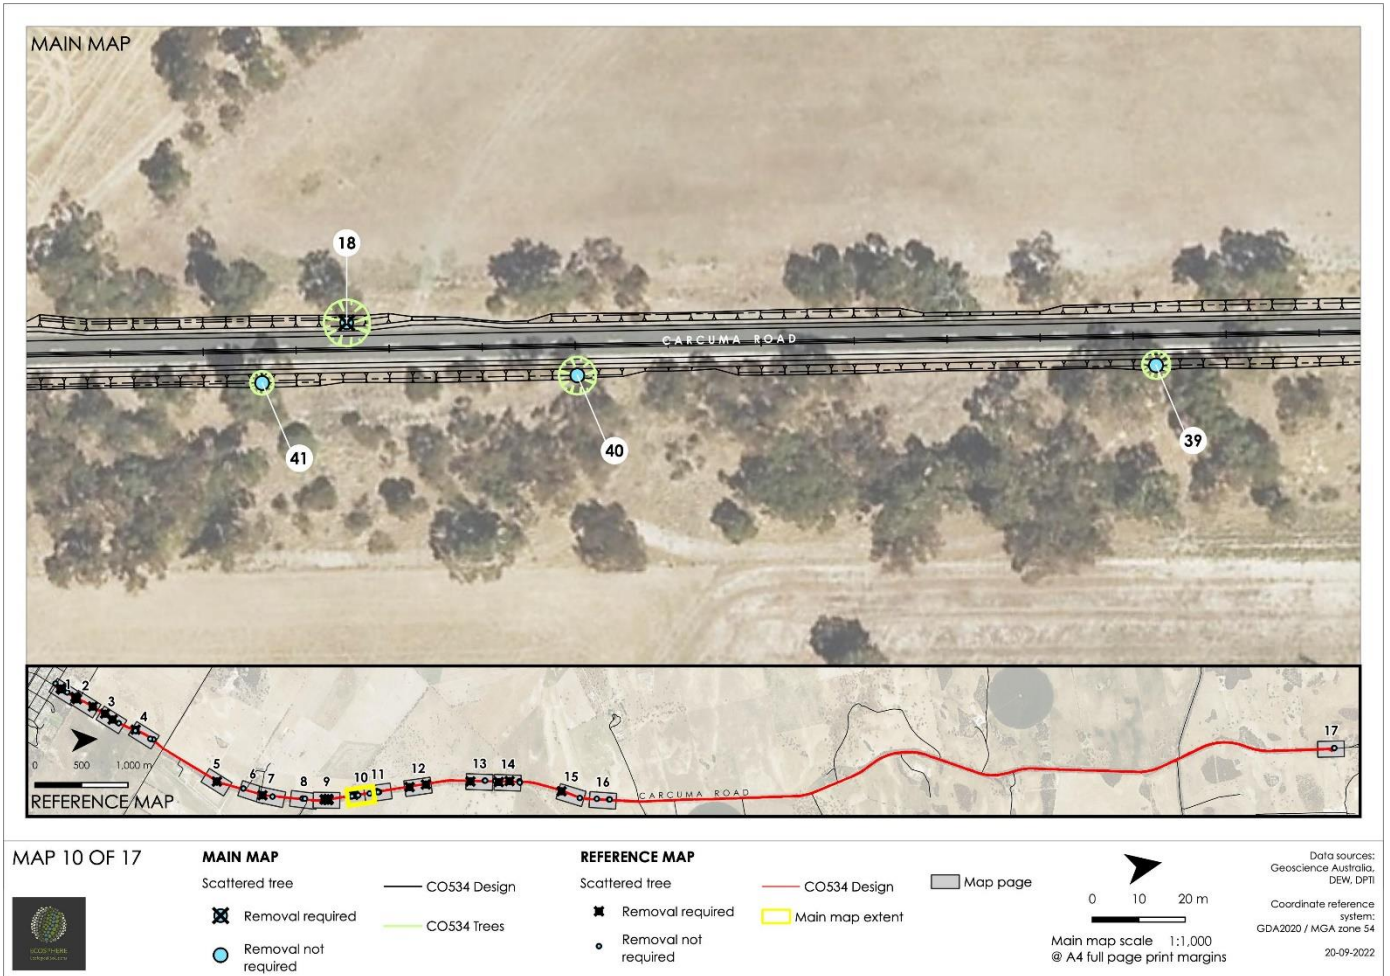 MAIN MAP
18
CARCUMA ROAD
41
40
39
1
2
3
4
5
6
7
8
9
10
11
12
13
14
15
16
17
0 500 1,000 m
REFERENCE MAP
CARCUMA ROAD
MAP 10 OF 17
MAIN MAP
Scattered tree
Removal required
Removal not
required
CO534 Design
CO534 Trees
REFERENCE MAP
Scattered tree
Removal required
Removal not
required
CO534 Design
Main map extent
Map page
0 10 20 m
Main map scale 1:1,000
@ A4 full page print margins
Data sources:
Geoscience Australia,
DEW, DPTI
Coordinate reference
system:
GDA2020 / MGA zone 54
20-09-2022
ECOSPHERE